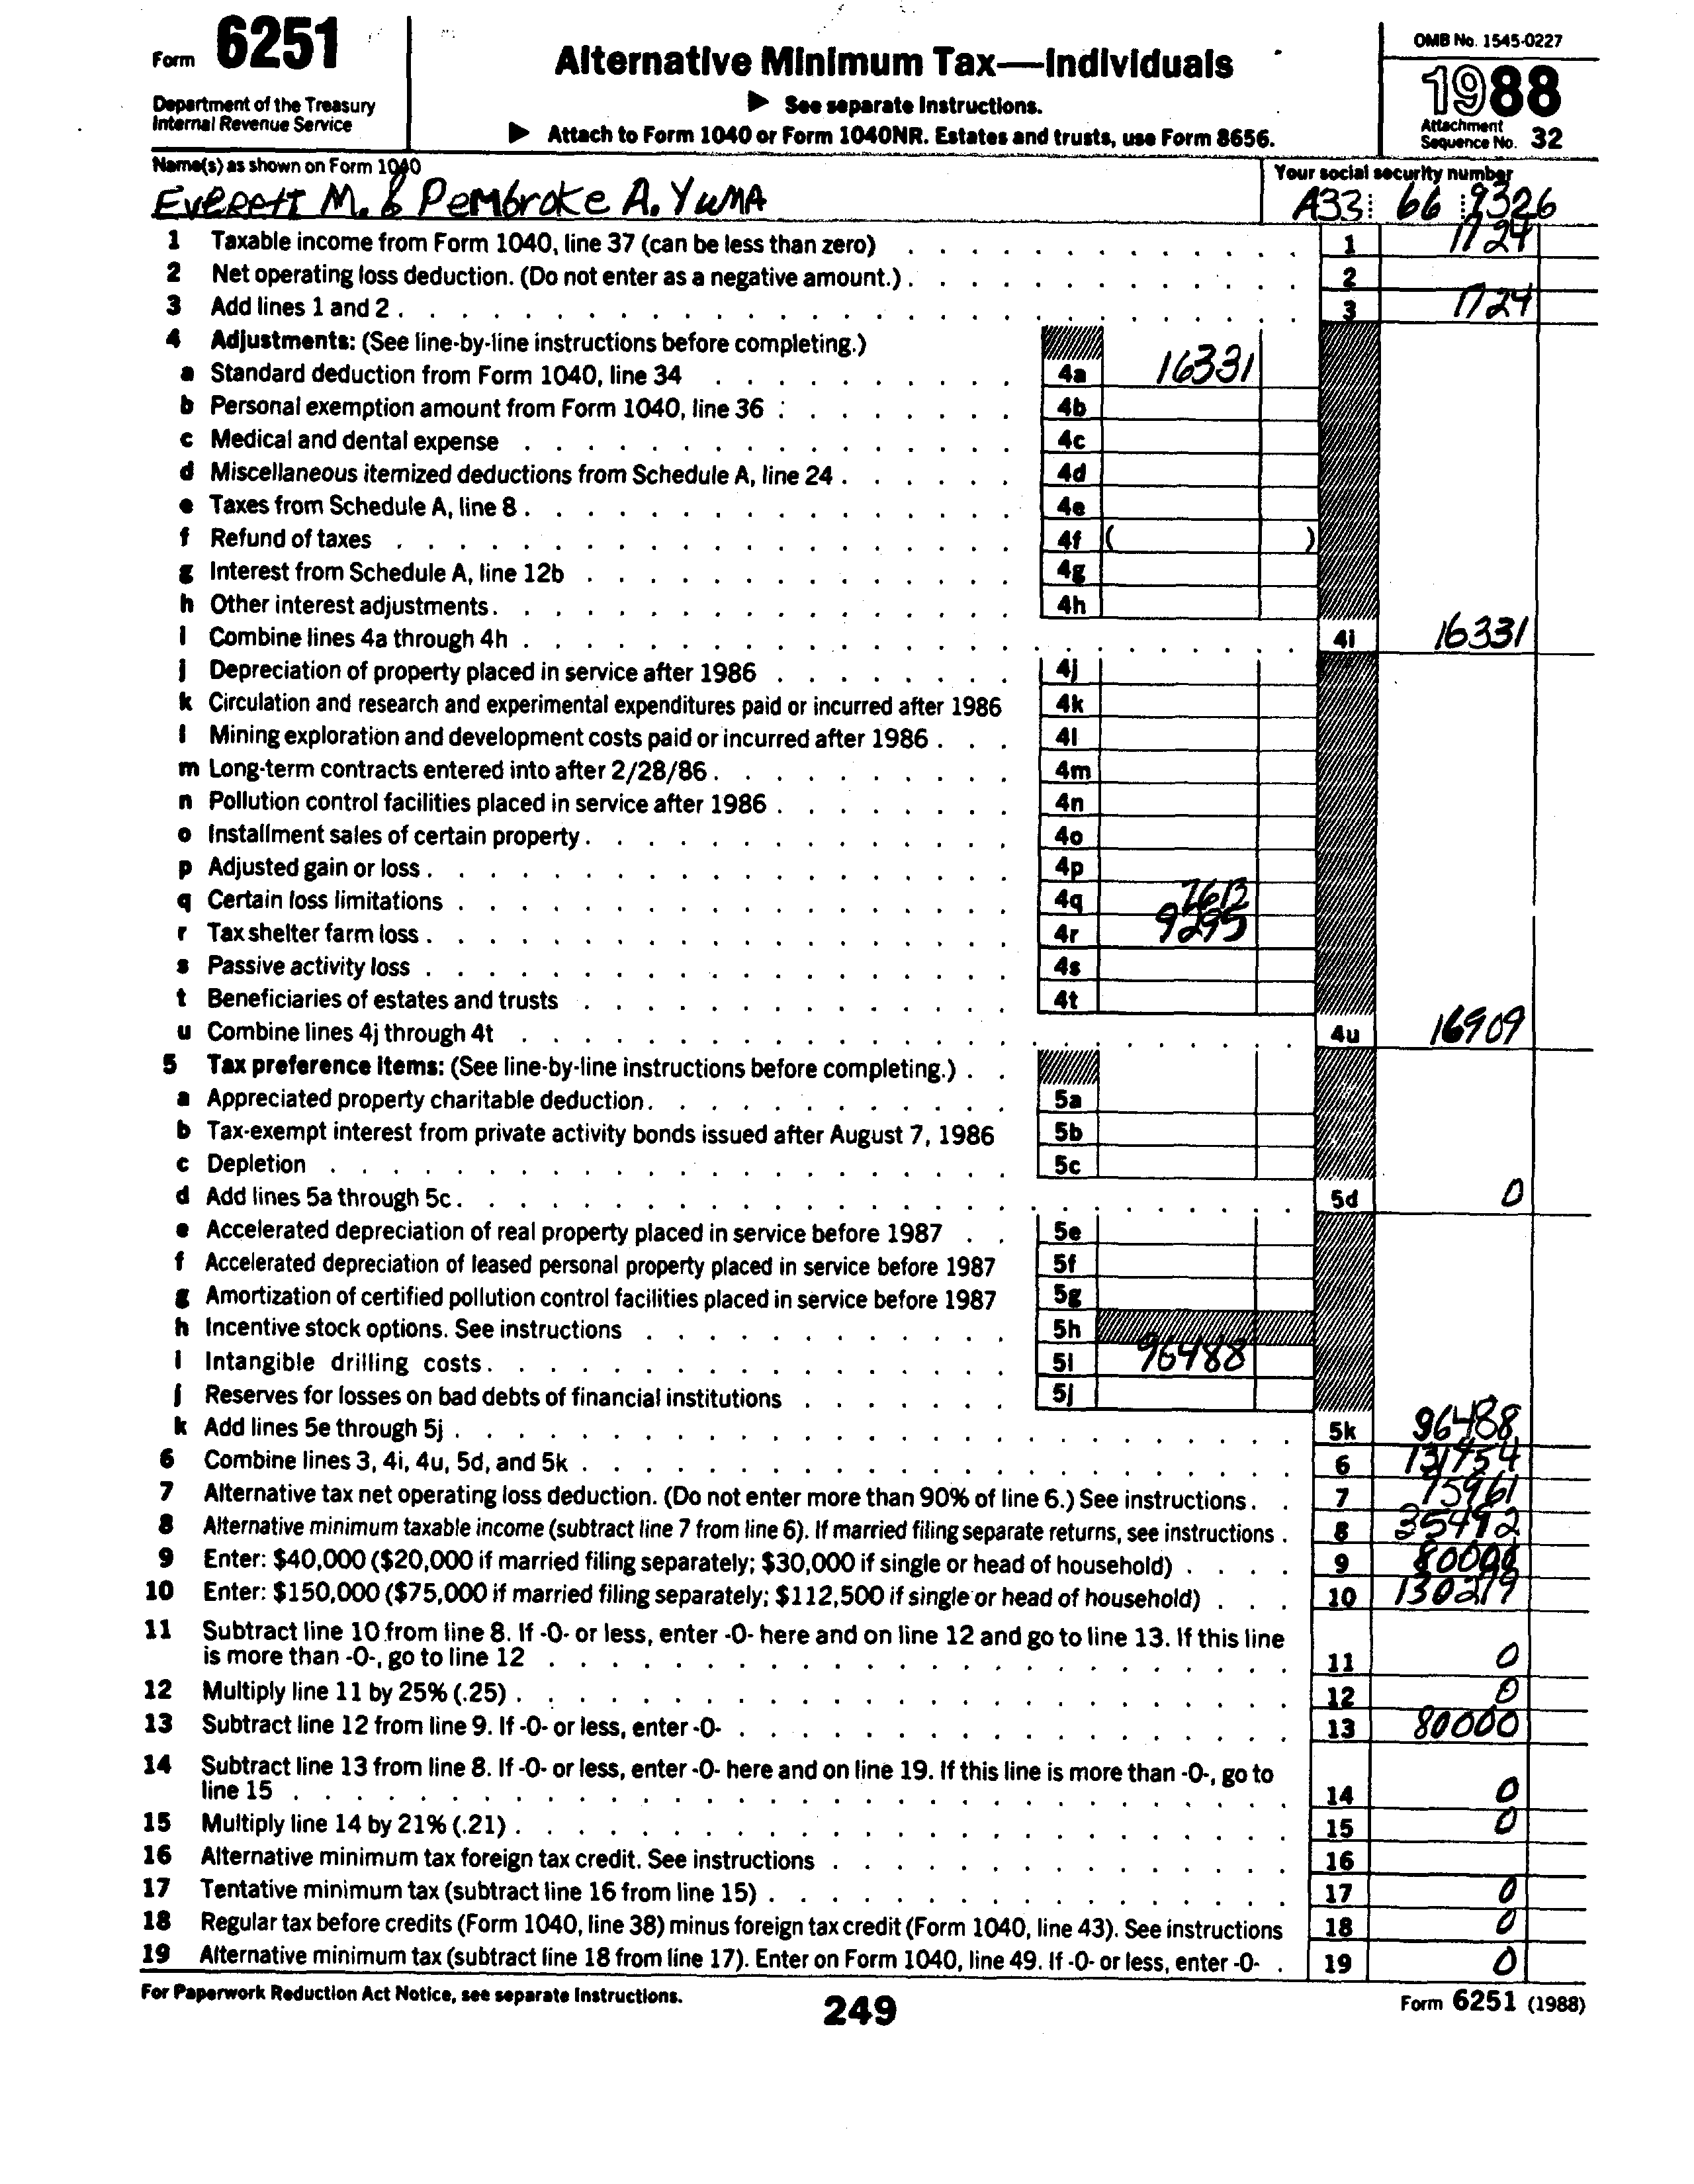 Form 6251
Department of the Treasury
Internal Revenue Service
Alternative Minimum Tax—Individuals
▶ See separate Instructions.
▶ Attach to Form 1040 or Form 1040NR. Estates and trusts, use Form 8656.
OMB No. 1545-0227
1988
Attachment
Sequence No. 32
Name(s) as shown on Form 1040
Everett M. & Pembroke A. Yuma
Your social security number
A33 66 9326
1 Taxable income from Form 1040, line 37 (can be less than zero) 1 1724
2 Net operating loss deduction. (Do not enter as a negative amount.) 2
3 Add lines 1 and 2 3 1724
4 Adjustments: (See line-by-line instructions before completing.)
a Standard deduction from Form 1040, line 34 4a 16331
b Personal exemption amount from Form 1040, line 36 4b
c Medical and dental expense 4c
d Miscellaneous itemized deductions from Schedule A, line 24 4d
e Taxes from Schedule A, line 8 4e
f Refund of taxes 4f ( )
g Interest from Schedule A, line 12b 4g
h Other interest adjustments 4h
i Combine lines 4a through 4h 4i 16331
j Depreciation of property placed in service after 1986 4j
k Circulation and research and experimental expenditures paid or incurred after 1986 4k
l Mining exploration and development costs paid or incurred after 1986 4l
m Long-term contracts entered into after 2/28/86 4m
n Pollution control facilities placed in service after 1986 4n
o Installment sales of certain property 4o
p Adjusted gain or loss 4p
q Certain loss limitations 4q 7613
r Tax shelter farm loss 4r 9295
s Passive activity loss 4s
t Beneficiaries of estates and trusts 4t
u Combine lines 4j through 4t 4u 16909
5 Tax preference items: (See line-by-line instructions before completing.)
a Appreciated property charitable deduction 5a
b Tax-exempt interest from private activity bonds issued after August 7, 1986 5b
c Depletion 5c
d Add lines 5a through 5c 5d 0
e Accelerated depreciation of real property placed in service before 1987 5e
f Accelerated depreciation of leased personal property placed in service before 1987 5f
g Amortization of certified pollution control facilities placed in service before 1987 5g
h Incentive stock options. See instructions 5h
i Intangible drilling costs 5i 96488
j Reserves for losses on bad debts of financial institutions 5j
k Add lines 5e through 5j 5k 96488
6 Combine lines 3, 4i, 4u, 5d, and 5k 6 131454
7 Alternative tax net operating loss deduction. (Do not enter more than 90% of line 6.) See instructions 7
8 Alternative minimum taxable income (subtract line 7 from line 6). If married filing separate returns, see instructions 8 35492
9 Enter: $40,000 ($20,000 if married filing separately; $30,000 if single or head of household) 9
10 Enter: $150,000 ($75,000 if married filing separately; $112,500 if single or head of household) 10 130219
11 Subtract line 10 from line 8. If -0- or less, enter -0- here and on line 12 and go to line 13. If this line
is more than -0-, go to line 12 11 0
12 Multiply line 11 by 25% (.25) 12 0
13 Subtract line 12 from line 9. If -0- or less, enter -0- 13 80000
14 Subtract line 13 from line 8. If -0- or less, enter -0- here and on line 19. If this line is more than -0-, go to
line 15 14 0
15 Multiply line 14 by 21% (.21) 15 0
16 Alternative minimum tax foreign tax credit. See instructions 16
17 Tentative minimum tax (subtract line 16 from line 15) 17 0
18 Regular tax before credits (Form 1040, line 38) minus foreign tax credit (Form 1040, line 43). See instructions 18 0
19 Alternative minimum tax (subtract line 18 from line 17). Enter on Form 1040, line 49. If -0- or less, enter -0- 19 0
For Paperwork Reduction Act Notice, see separate Instructions.
249
Form 6251 (1988)